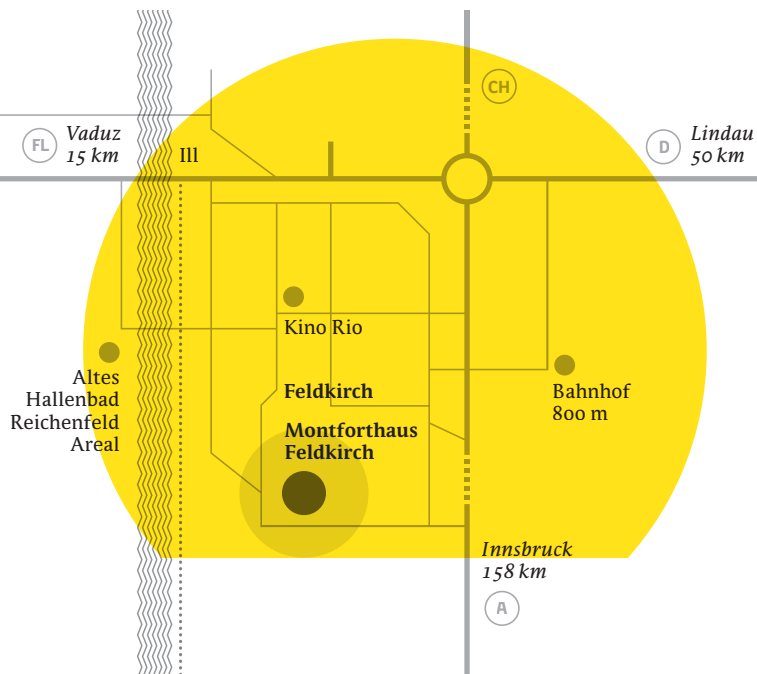 CH
FL
Vaduz
15 km
Ill
D
Lindau
50 km
Kino Rio
Altes
Hallenbad
Reichenfeld
Areal
Feldkirch
Bahnhof
800 m
Montforthaus
Feldkirch
Innsbruck
158 km
A